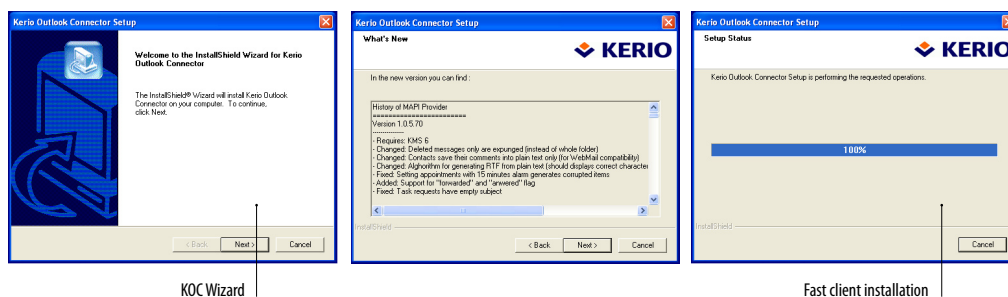 Kerio Outlook Connector Setup
Welcome to the InstallShield Wizard for Kerio
Outlook Connector
The InstallShield® Wizard will install Kerio Outlook
Connector on your computer. To continue,
click Next.
< Back
Next >
Cancel
KOC Wizard
Kerio Outlook Connector Setup
What's New
KERIO
In the new version you can find :
History of MAPI Provider
=========================
Version 1.0.5.70
--------------
- Requires: KMS 6
- Changed: Deleted messages only are expunged (instead of whole folder)
- Changed: Contacts save their comments into plain text only (for WebMail compatibility)
- Changed: Alghorithm for generating RTF from plain text (should displays correct character
- Fixed: Setting appointments with 15 minutes alarm generates corrupted items
- Added: Support for "forwarded" and "anwered" flag
- Fixed: Task requests have empty subject
InstallShield
< Back
Next >
Cancel
Kerio Outlook Connector Setup
Setup Status
KERIO
Kerio Outlook Connector Setup is performing the requested operations.
100%
InstallShield
Cancel
Fast client installation